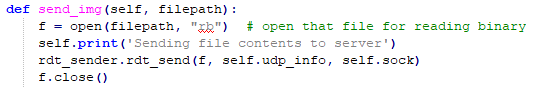 def send_img(self, filepath):
    f = open(filepath, "rb")  # open that file for reading binary
    self.print('Sending file contents to server')
    rdt_sender.rdt_send(f, self.udp_info, self.sock)
    f.close()